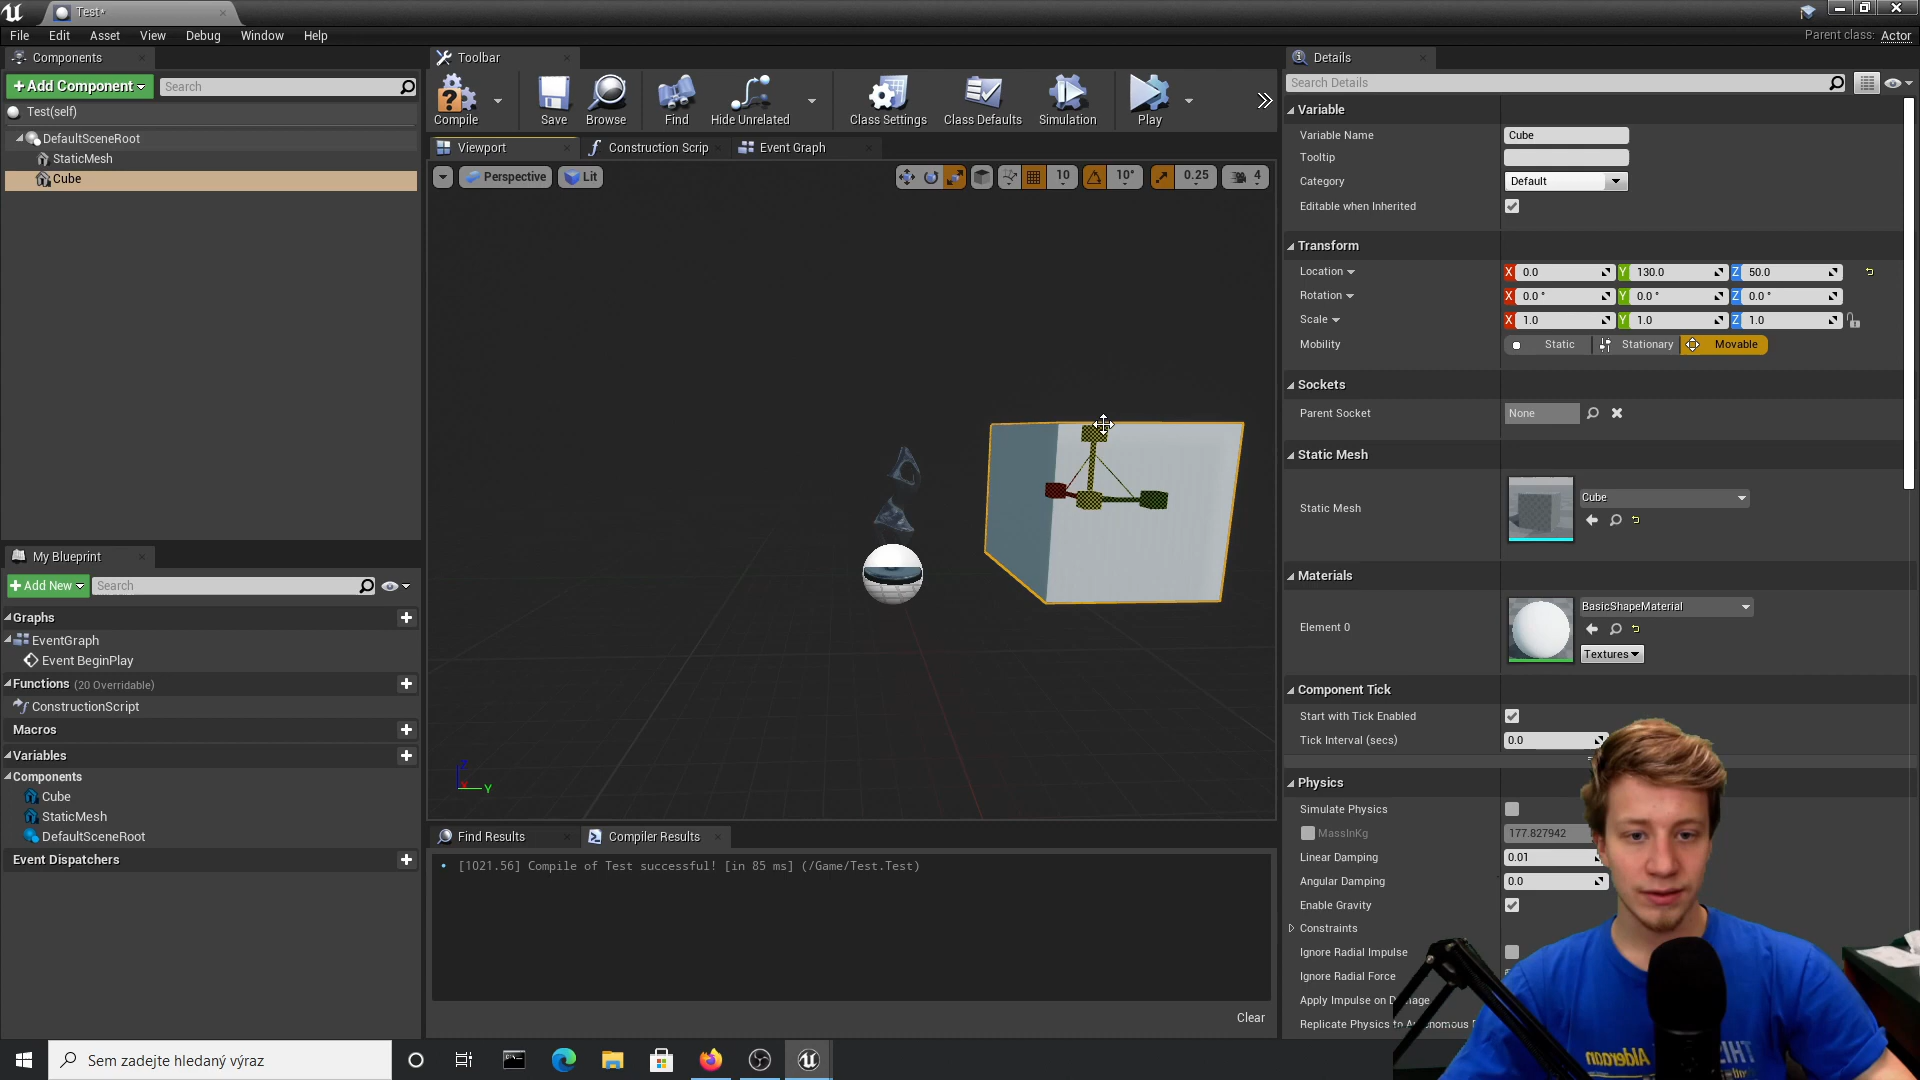 Test*
File Edit Asset View Debug Window Help
Parent class: Actor
Components
+Add Component
Search
Test(self)
DefaultSceneRoot
StaticMesh
Cube
My Blueprint
+Add New
Search
Graphs
EventGraph
Event BeginPlay
Functions (20 Overridable)
ConstructionScript
Macros
Variables
Components
Cube
StaticMesh
DefaultSceneRoot
Event Dispatchers
Toolbar
Compile
Save
Browse
Find
Hide Unrelated
Class Settings
Class Defaults
Simulation
Play
Viewport
Construction Scrip
Event Graph
Perspective
Lit
10
10°
0.25
4
Z
X
Y
Find Results
Compiler Results
[1021.56] Compile of Test successful! [in 85 ms] (/Game/Test.Test)
Clear
Details
Search Details
Variable
Variable Name Cube
Tooltip
Category Default
Editable when Inherited
Transform
Location X 0.0 Y 130.0 Z 50.0
Rotation X 0.0 ° Y 0.0 ° Z 0.0 °
Scale X 1.0 Y 1.0 Z 1.0
Mobility Static Stationary Movable
Sockets
Parent Socket None
Static Mesh
Static Mesh Cube
Materials
Element 0 BasicShapeMaterial
Textures
Component Tick
Start with Tick Enabled
Tick Interval (secs) 0.0
Physics
Simulate Physics
MassInKg 177.827942
Linear Damping 0.01
Angular Damping 0.0
Enable Gravity
Constraints
Ignore Radial Impulse
Ignore Radial Force
Apply Impulse on D mage
Replicate Physics to
Alderaan
Sem zadejte hledaný výraz